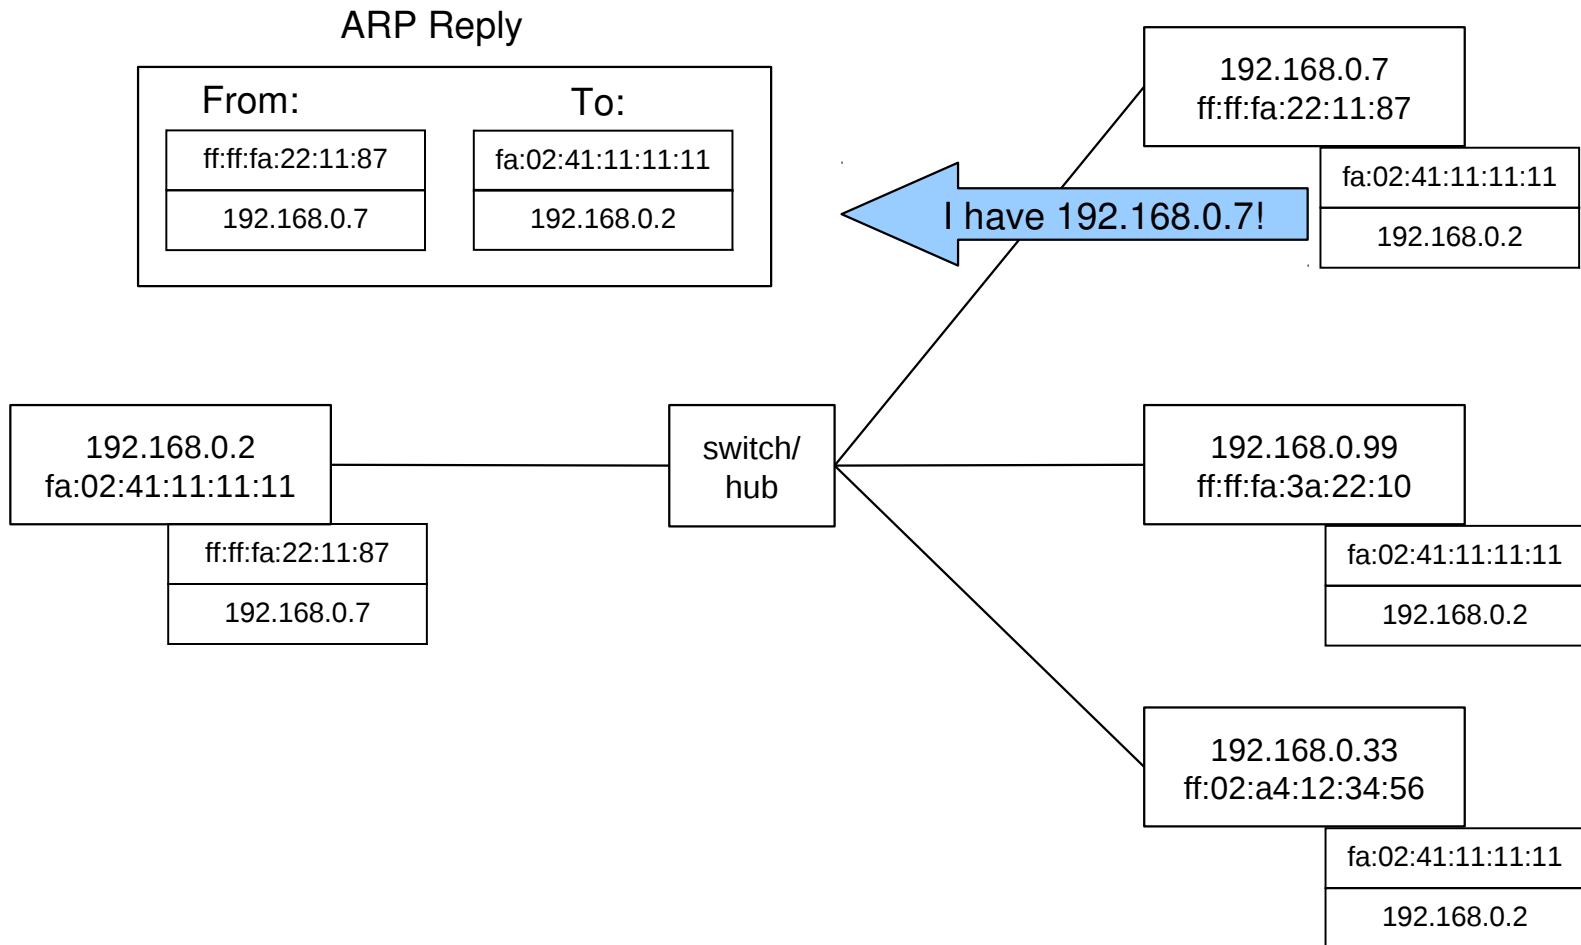 ARP Reply
From:
To:
ff:ff:fa:22:11:87
192.168.0.7
fa:02:41:11:11:11
192.168.0.2
192.168.0.7
ff:ff:fa:22:11:87
fa:02:41:11:11:11
192.168.0.2
I have 192.168.0.7!
192.168.0.2
fa:02:41:11:11:11
ff:ff:fa:22:11:87
192.168.0.7
switch/
hub
192.168.0.99
ff:ff:fa:3a:22:10
fa:02:41:11:11:11
192.168.0.2
192.168.0.33
ff:02:a4:12:34:56
fa:02:41:11:11:11
192.168.0.2